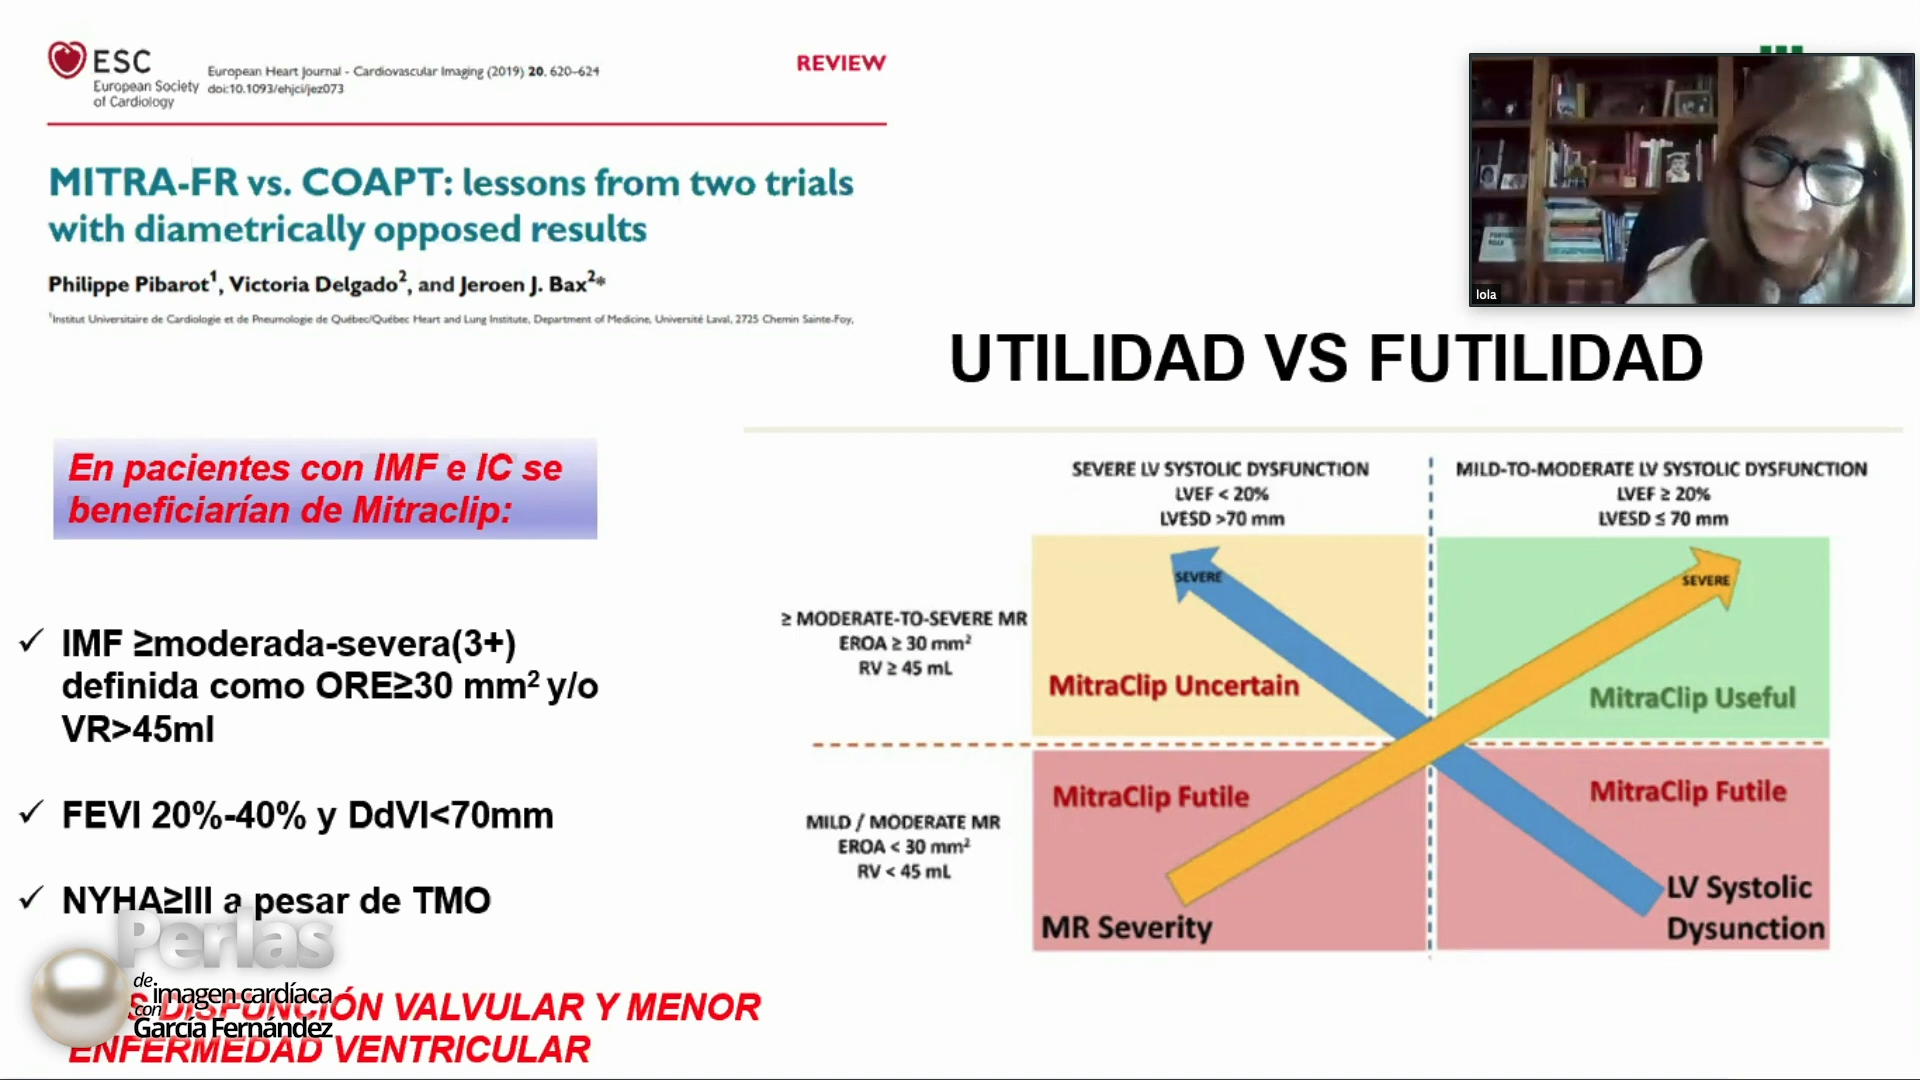 ESC
European Society
of Cardiology
European Heart Journal - Cardiovascular Imaging (2019) 20, 620–624
doi:10.1093/ehjci/jez073
REVIEW
MITRA-FR vs. COAPT: lessons from two trials
with diametrically opposed results
Philippe Pibarot¹, Victoria Delgado², and Jeroen J. Bax²*
¹Institut Universitaire de Cardiologie et de Pneumologie de Québec/Québec Heart and Lung Institute, Department of Medicine, Université Laval, 2725 Chemin Sainte-Foy,
lola
UTILIDAD VS FUTILIDAD
En pacientes con IMF e IC se
beneficiarían de Mitraclip:
✓ IMF ≥moderada-severa(3+)
definida como ORE≥30 mm² y/o
VR>45ml
✓ FEVI 20%-40% y DdVI<70mm
✓ NYHA≥III a pesar de TMO
DISFUNCIÓN VALVULAR Y MENOR
ENFERMEDAD VENTRICULAR
Perlas
de
imagen cardíaca
con
García Fernández
SEVERE LV SYSTOLIC DYSFUNCTION
LVEF < 20%
LVESD >70 mm
MILD-TO-MODERATE LV SYSTOLIC DYSFUNCTION
LVEF ≥ 20%
LVESD ≤ 70 mm
SEVERE
SEVERE
≥ MODERATE-TO-SEVERE MR
EROA ≥ 30 mm²
RV ≥ 45 mL
MitraClip Uncertain
MitraClip Useful
MitraClip Futile
MitraClip Futile
MILD / MODERATE MR
EROA < 30 mm²
RV < 45 mL
MR Severity
LV Systolic
Dysunction